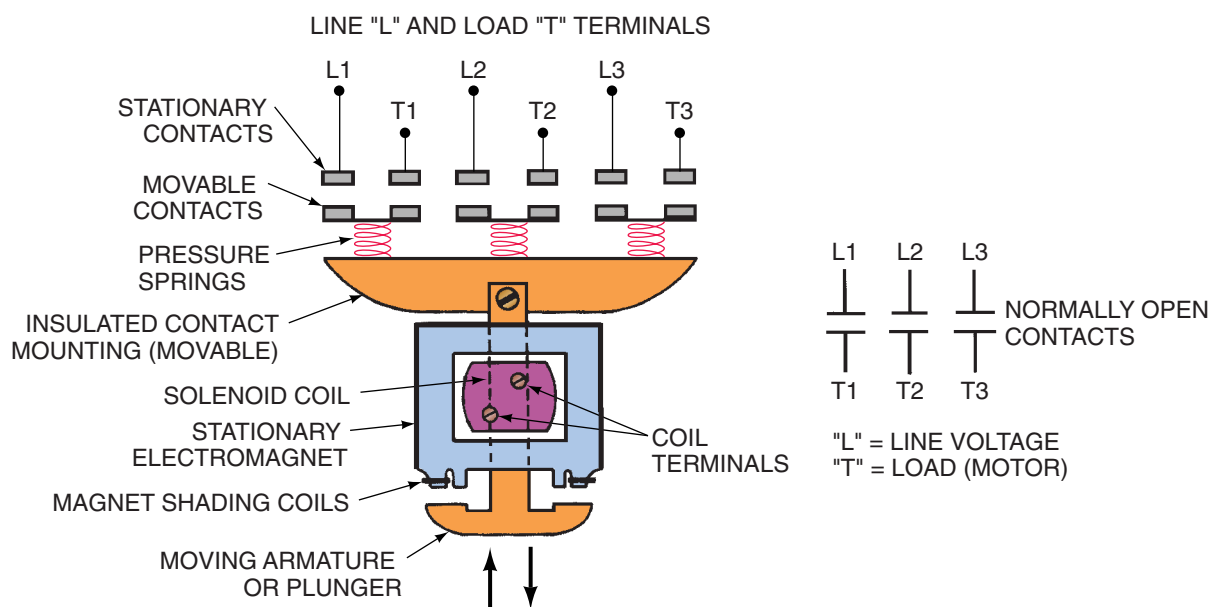 LINE "L" AND LOAD "T" TERMINALS
L1
L2
L3
T1
T2
T3
STATIONARY
CONTACTS
MOVABLE
CONTACTS
PRESSURE
SPRINGS
INSULATED CONTACT
MOUNTING (MOVABLE)
SOLENOID COIL
STATIONARY
ELECTROMAGNET
MAGNET SHADING COILS
MOVING ARMATURE
OR PLUNGER
COIL
TERMINALS
L1
L2
L3
NORMALLY OPEN
CONTACTS
T1
T2
T3
"L" = LINE VOLTAGE
"T" = LOAD (MOTOR)